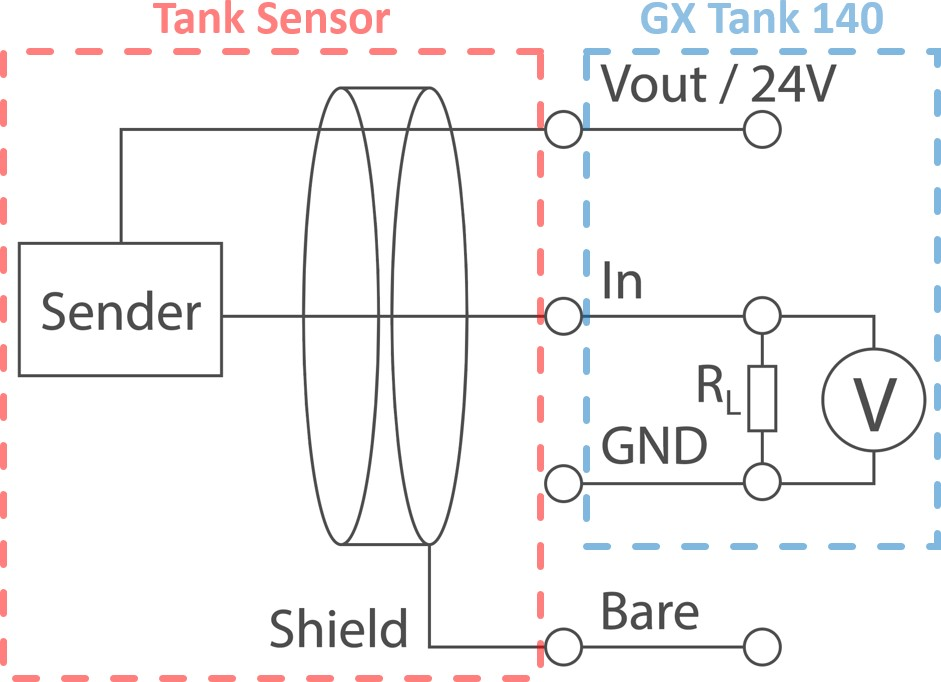 Tank Sensor
GX Tank 140
Vout / 24V
In
Sender
RL
V
GND
Shield
Bare